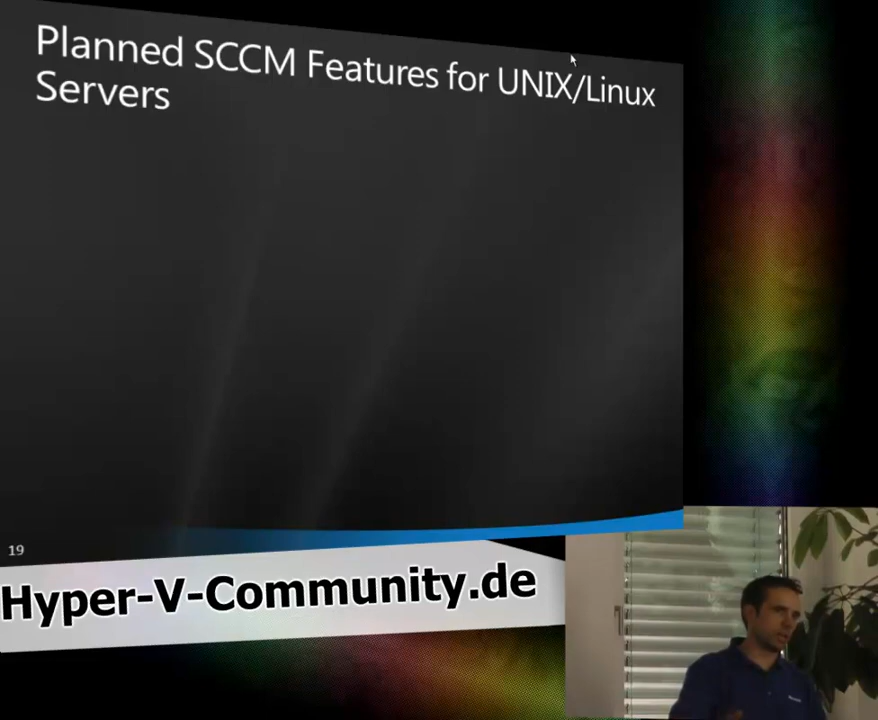 Planned SCCM Features for UNIX/Linux
Servers
19
Hyper-V-Community.de